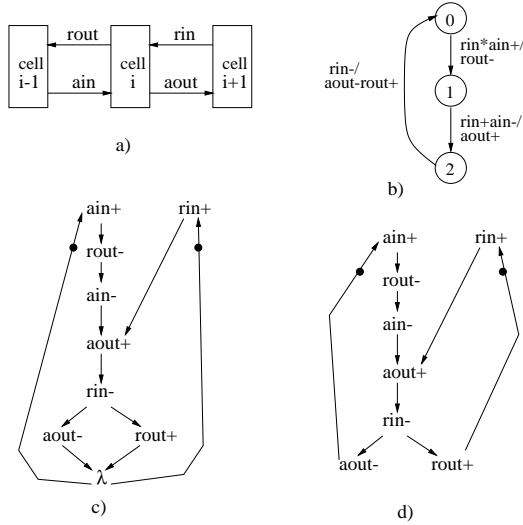 cell
i-1
rout
ain
cell
i
rin
aout
cell
i+1
a)
0
rin*ain+/
rout-
1
rin+ain-/
aout+
2
rin-/
aout-rout+
b)
ain+
rin+
rout-
ain-
aout+
rin-
aout-
rout+
λ
c)
ain+
rin+
rout-
ain-
aout+
rin-
aout-
rout+
d)